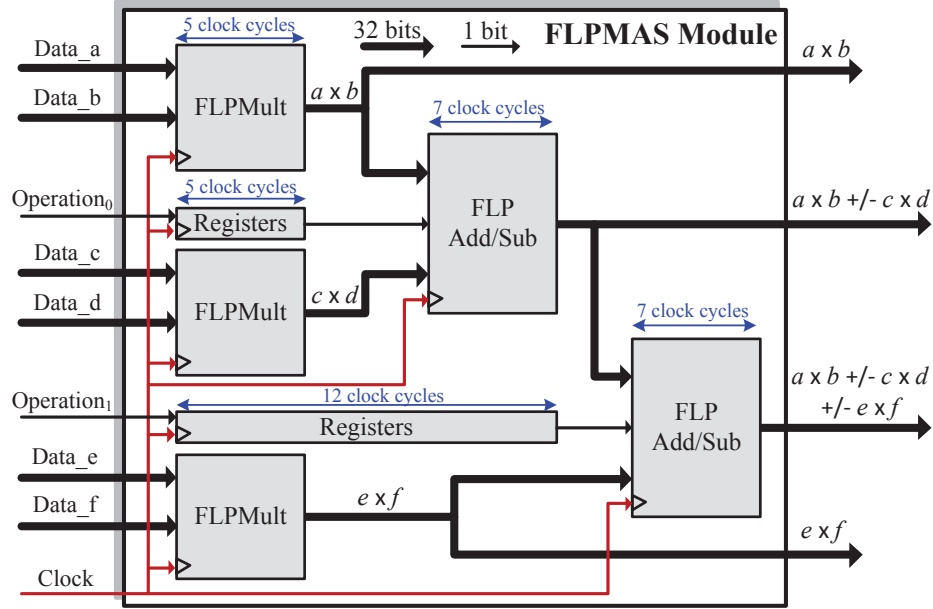 5 clock cycles
32 bits
1 bit
FLPMAS Module
Data_a
Data_b
FLPMult
a x b
a x b
7 clock cycles
5 clock cycles
Operation₀
Registers
FLP
Add/Sub
a x b +/- c x d
Data_c
Data_d
FLPMult
c x d
7 clock cycles
12 clock cycles
Operation₁
Registers
FLP
Add/Sub
a x b +/- c x d
+/- e x f
Data_e
Data_f
FLPMult
e x f
e x f
Clock